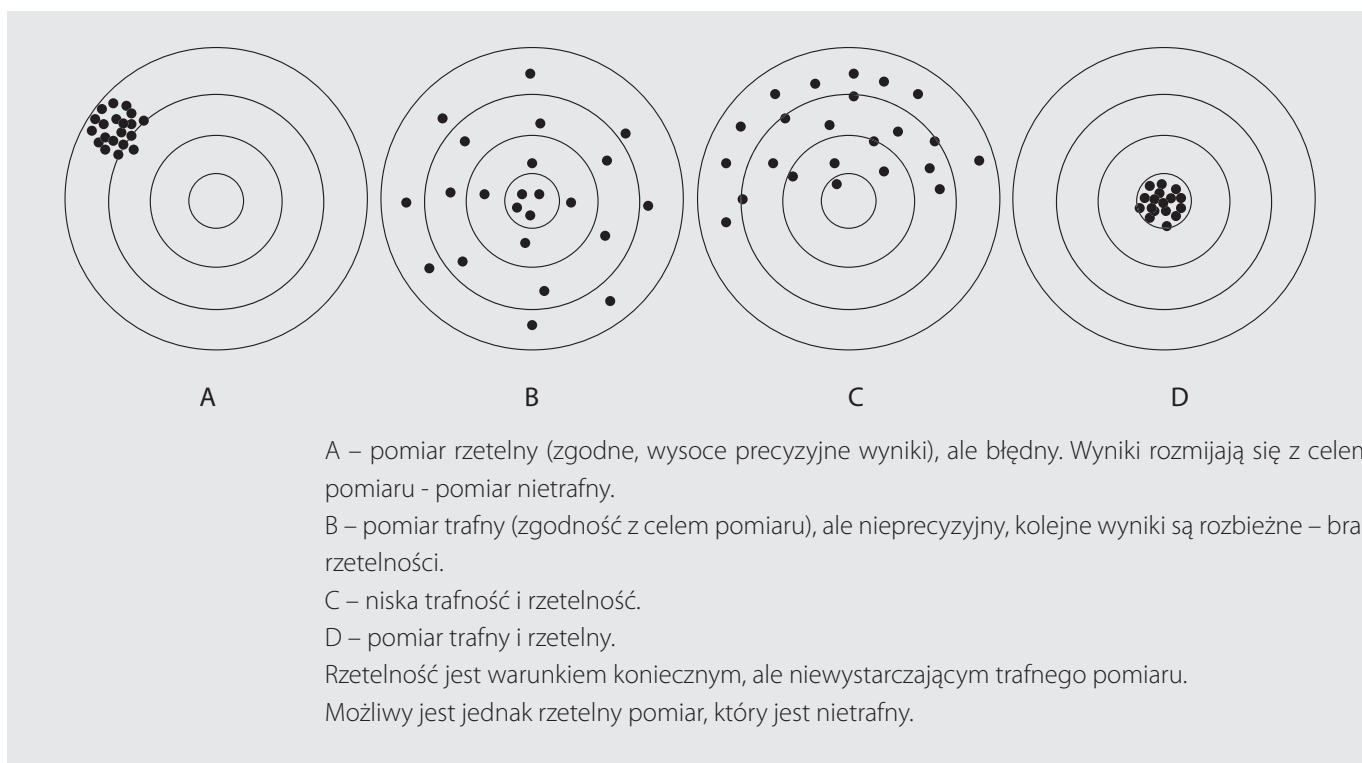 A B C D
A – pomiar rzetelny (zgodne, wysoce precyzyjne wyniki), ale błędny. Wyniki rozmijają się z celem
pomiaru - pomiar nietrafny.
B – pomiar trafny (zgodność z celem pomiaru), ale nieprecyzyjny, kolejne wyniki są rozbieżne – bra
rzetelności.
C – niska trafność i rzetelność.
D – pomiar trafny i rzetelny.
Rzetelność jest warunkiem koniecznym, ale niewystarczającym trafnego pomiaru.
Możliwy jest jednak rzetelny pomiar, który jest nietrafny.